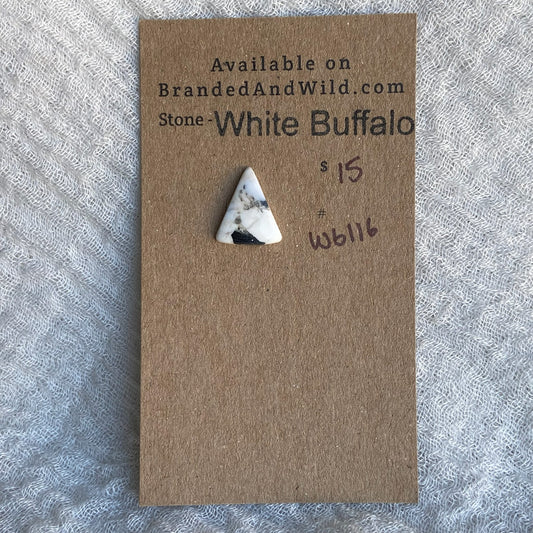 Available on
BrandedAndWild.com
Stone - White Buffalo
$ 15
#
Wb116